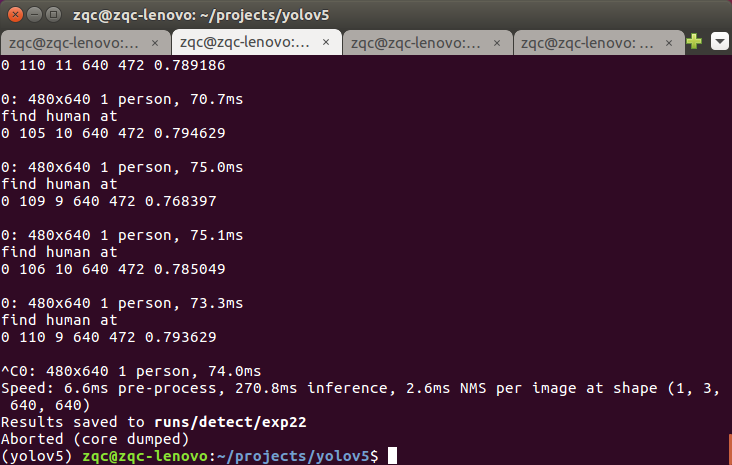 zqc@zqc-lenovo: ~/projects/yolov5
zqc@zqc-lenovo:... × zqc@zqc-lenovo:... × zqc@zqc-lenovo:... × zqc@zqc-lenovo: ... ×
0 110 11 640 472 0.789186
0: 480x640 1 person, 70.7ms
find human at
0 105 10 640 472 0.794629
0: 480x640 1 person, 75.0ms
find human at
0 109 9 640 472 0.768397
0: 480x640 1 person, 75.1ms
find human at
0 106 10 640 472 0.785049
0: 480x640 1 person, 73.3ms
find human at
0 110 9 640 472 0.793629
^C0: 480x640 1 person, 74.0ms
Speed: 6.6ms pre-process, 270.8ms inference, 2.6ms NMS per image at shape (1, 3,
640, 640)
Results saved to runs/detect/exp22
Aborted (core dumped)
(yolov5) zqc@zqc-lenovo:~/projects/yolov5$